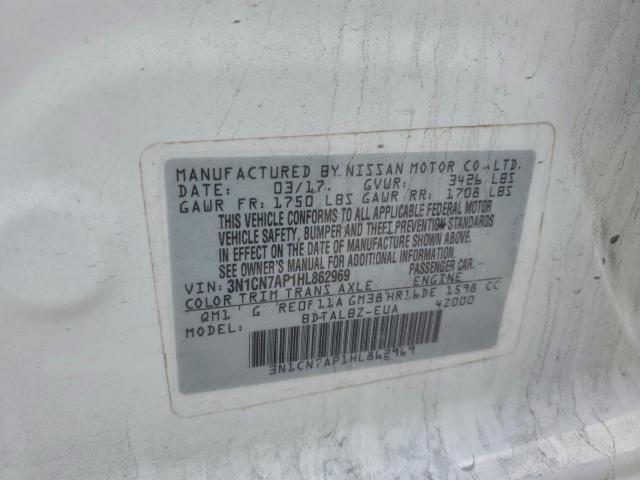 MANUFACTURED BY NISSAN MOTOR CO., LTD.
DATE: 03/17. GVWR: 3426 LBS
GAWR FR: 1750 LBS GAWR RR: 1708 LBS
THIS VEHICLE CONFORMS TO ALL APPLICABLE FEDERAL MOTOR
VEHICLE SAFETY, BUMPER AND THEFT PREVENTION STANDARDS
IN EFFECT ON THE DATE OF MANUFACTURE SHOWN ABOVE.
SEE OWNER'S MANUAL FOR ADDITIONAL INFORMATION.
VIN: 3N1CN7AP1HL862969 PASSENGER CAR
COLOR TRIM TRANS AXLE ENGINE
QM1 G RE0F11A GM38 HR16DE 1598 CC
MODEL: BDTALBZ-EUA 42000
3N1CN7AP1HL862969